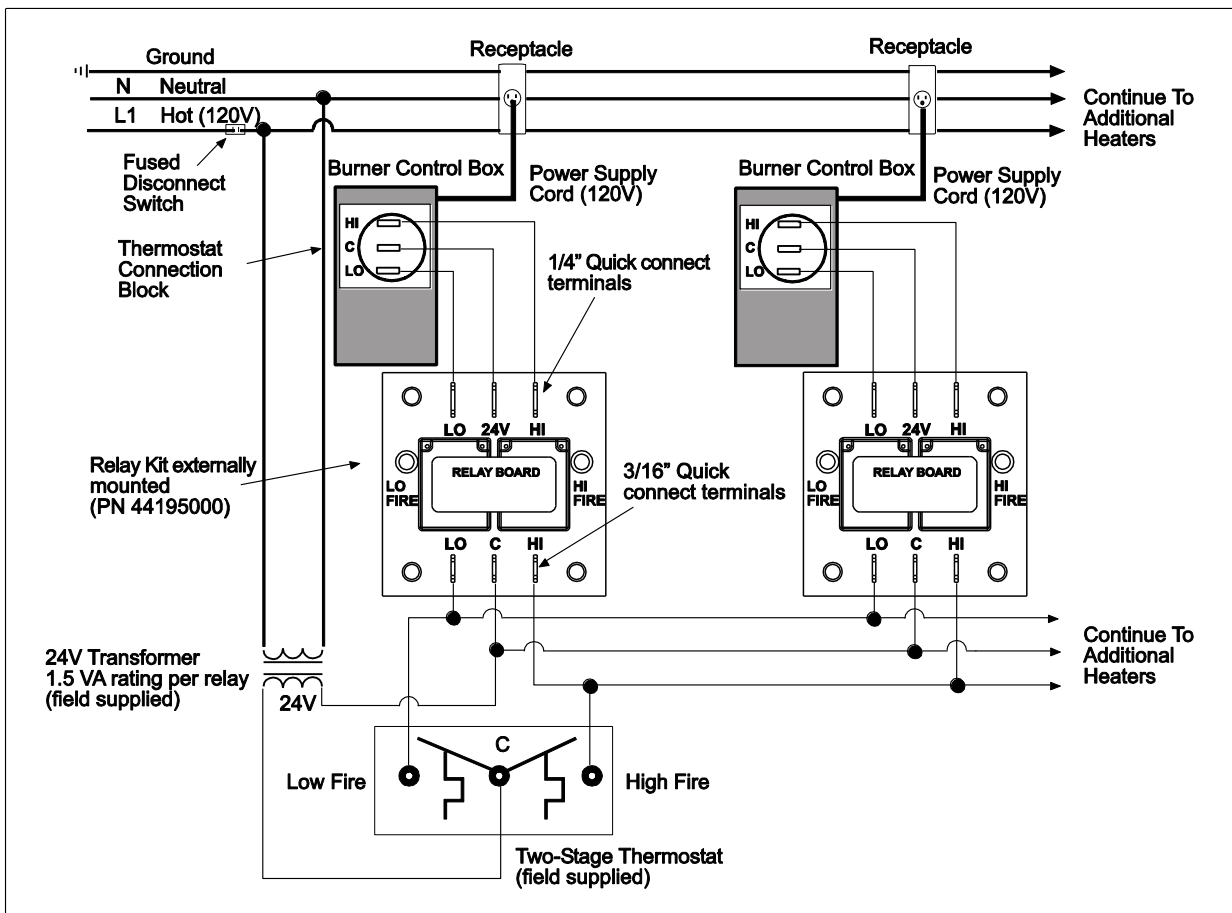 Ground
Receptacle
Receptacle
N Neutral
L1 Hot (120V)
Continue To
Additional
Heaters
Fused
Disconnect
Switch
Burner Control Box
Power Supply
Cord (120V)
Burner Control Box
Power Supply
Cord (120V)
HI
C
LO
HI
C
LO
Thermostat
Connection
Block
1/4” Quick connect
terminals
LO 24V HI
LO 24V HI
Relay Kit externally
mounted
(PN 44195000)
RELAY BOARD
LO
FIRE
HI
FIRE
3/16” Quick
connect terminals
RELAY BOARD
LO
FIRE
HI
FIRE
LO C HI
LO C HI
24V Transformer
1.5 VA rating per relay
(field supplied)
24V
Continue To
Additional
Heaters
C
Low Fire
High Fire
Two-Stage Thermostat
(field supplied)